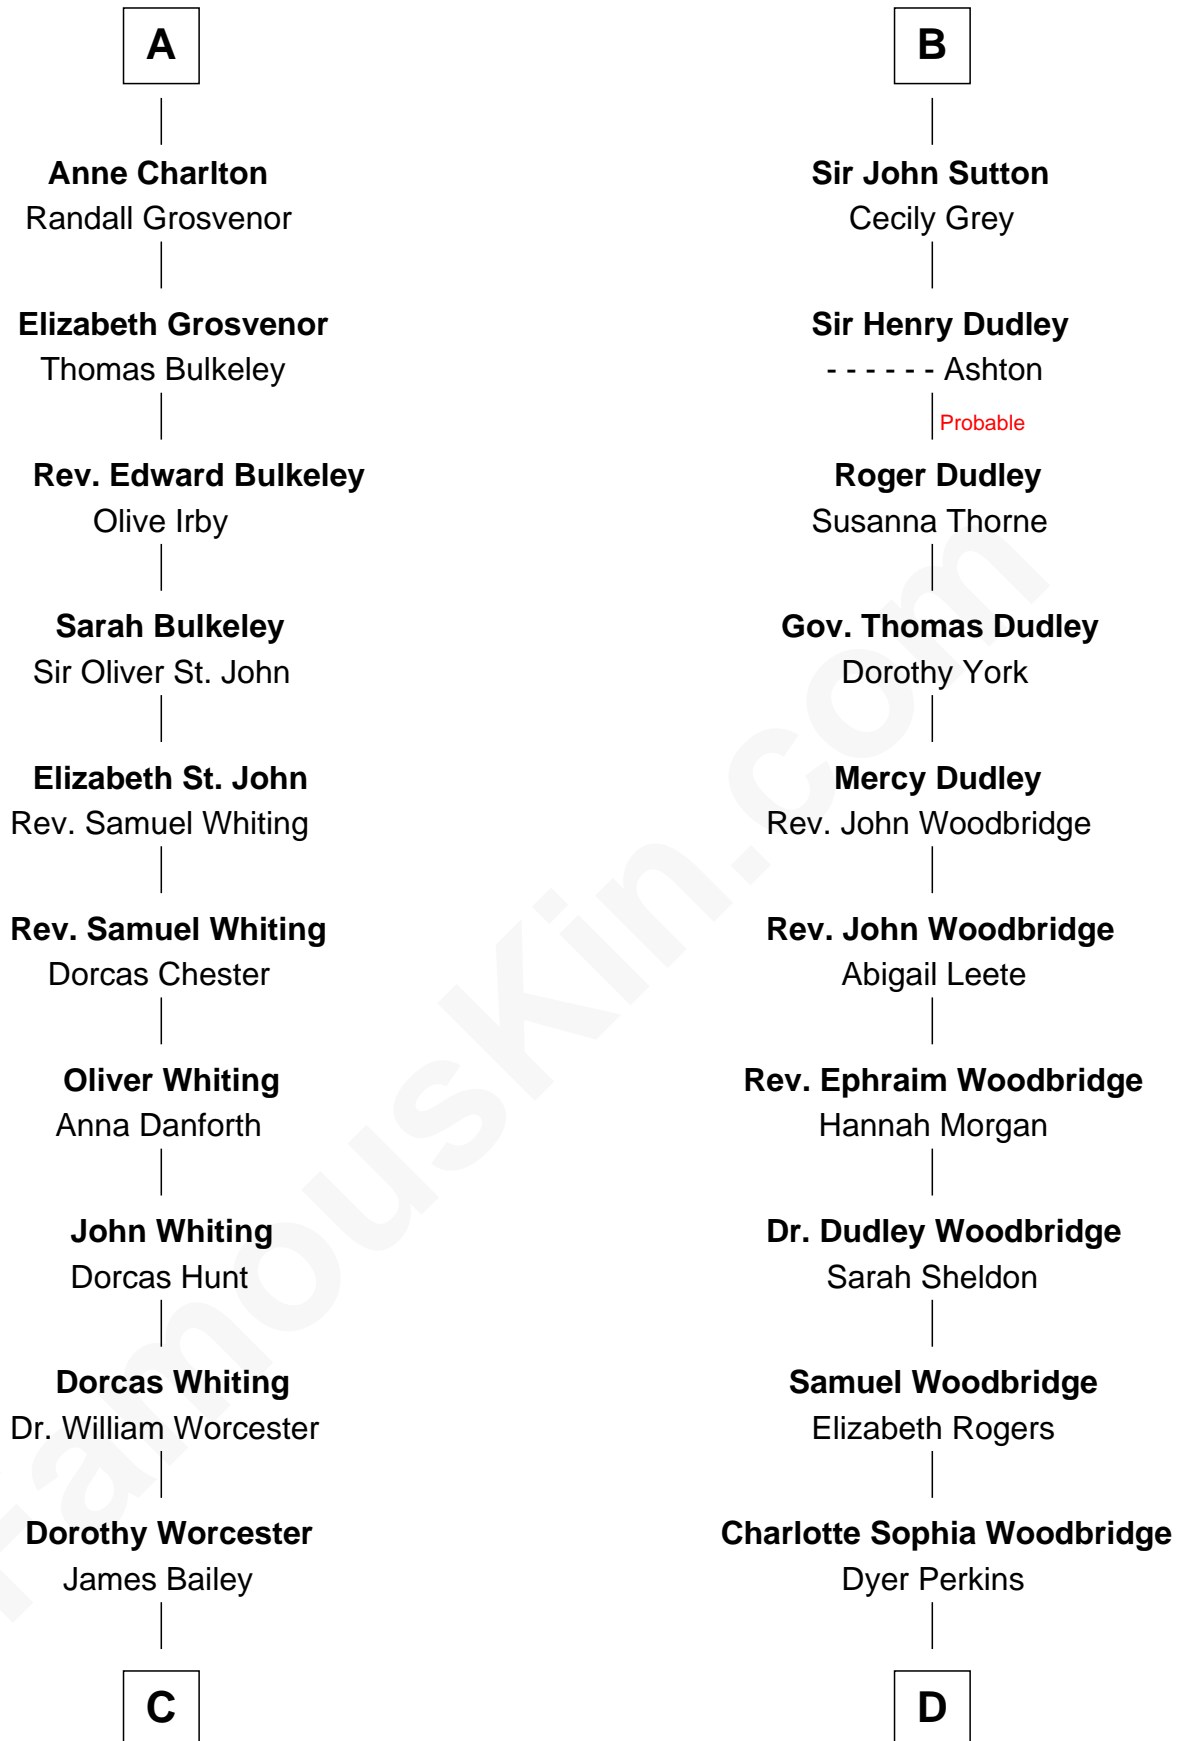 A
Anne Charlton
Randall Grosvenor
Elizabeth Grosvenor
Thomas Bulkeley
Rev. Edward Bulkeley
Olive Irby
Sarah Bulkeley
Sir Oliver St. John
Elizabeth St. John
Rev. Samuel Whiting
Rev. Samuel Whiting
Dorcas Chester
Oliver Whiting
Anna Danforth
John Whiting
Dorcas Hunt
Dorcas Whiting
Dr. William Worcester
Dorothy Worcester
James Bailey
C
B
Sir John Sutton
Cecily Grey
Sir Henry Dudley
- - - - - - Ashton
Probable
Roger Dudley
Susanna Thorne
Gov. Thomas Dudley
Dorothy York
Mercy Dudley
Rev. John Woodbridge
Rev. John Woodbridge
Abigail Leete
Rev. Ephraim Woodbridge
Hannah Morgan
Dr. Dudley Woodbridge
Sarah Sheldon
Samuel Woodbridge
Elizabeth Rogers
Charlotte Sophia Woodbridge
Dyer Perkins
D
FamousKin.com